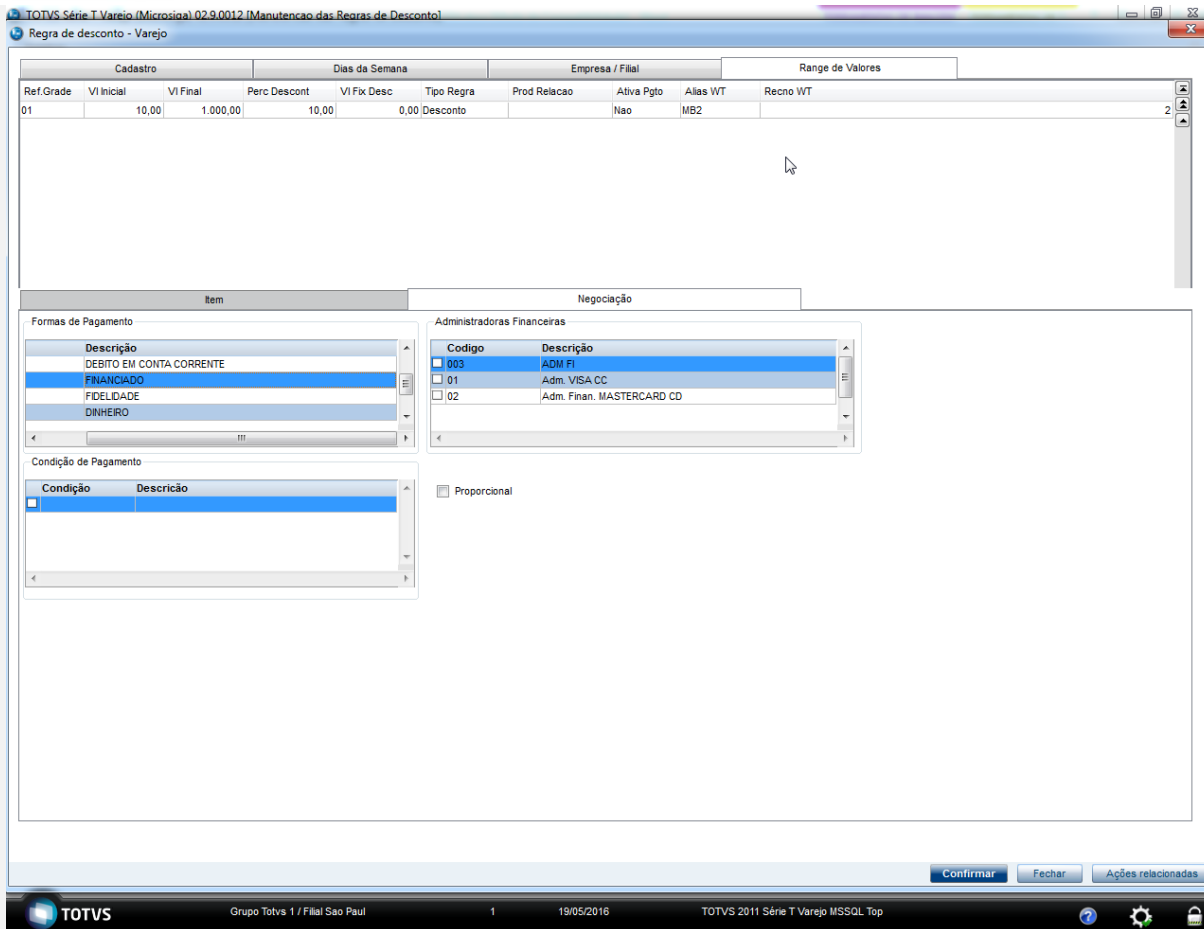 TOTVS Série T Varejo (Microsiga) 02.9.0012 [Manutencao das Regras de Desconto]
Regra de desconto - Varejo
Cadastro Dias da Semana Empresa / Filial Range de Valores
Ref.Grade Vl Inicial Vl Final Perc Descont Vl Fix Desc Tipo Regra Prod Relacao Ativa Pgto Alias WT Recno WT
01 10,00 1.000,00 10,00 0,00 Desconto Nao MB2 2
Item Negociação
Formas de Pagamento
Descrição
DEBITO EM CONTA CORRENTE
FINANCIADO
FIDELIDADE
DINHEIRO
Administradoras Financeiras
Codigo Descrição
003 ADM FI
01 Adm. VISA CC
02 Adm. Finan. MASTERCARD CD
Condição de Pagamento
Condição Descricão
Proporcional
Confirmar Fechar Ações relacionadas
TOTVS Grupo Totvs 1 / Filial Sao Paul 1 19/05/2016 TOTVS 2011 Série T Varejo MSSQL Top